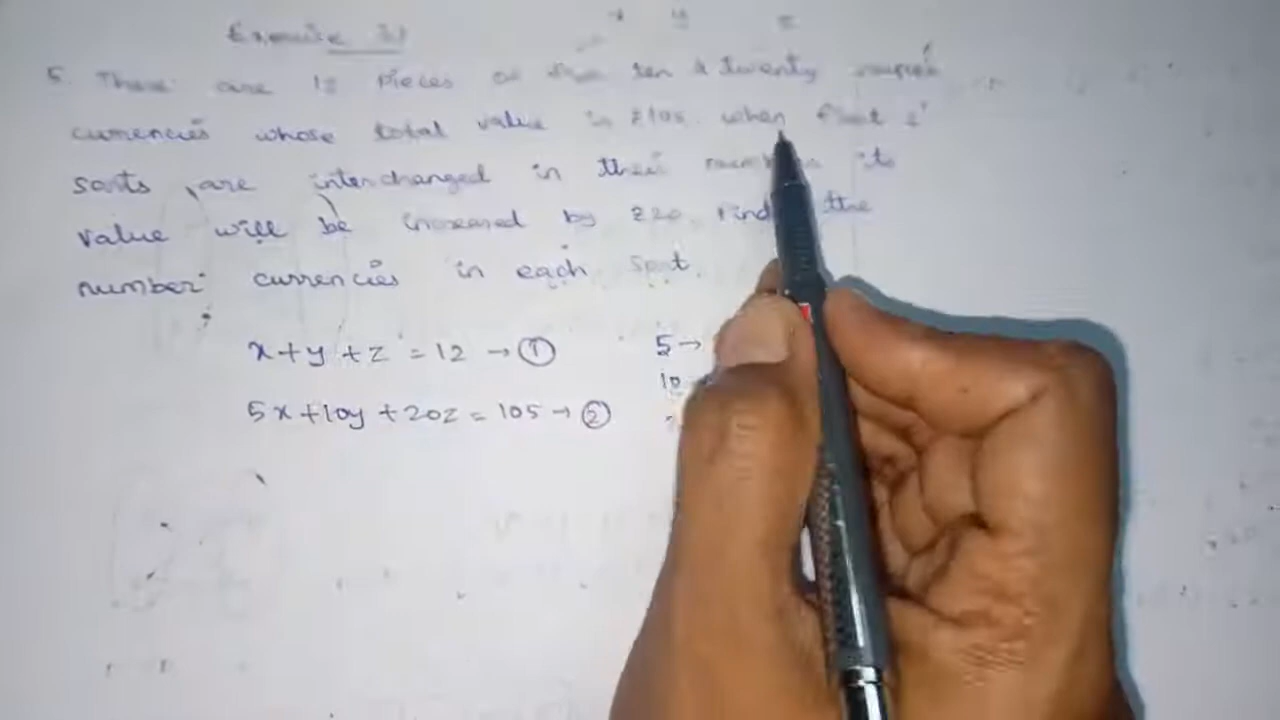 x y z
Exercise 3.1
5. There are 12 pieces of five ten & twenty rupees
currencies whose total value is ₹105. when first 2
sorts are interchanged in their numbers its
value will be increased by ₹20. Find the
number currencies in each sort.
x+y+z = 12 → ①
5→
10
5x+10y+20z = 105 → ②